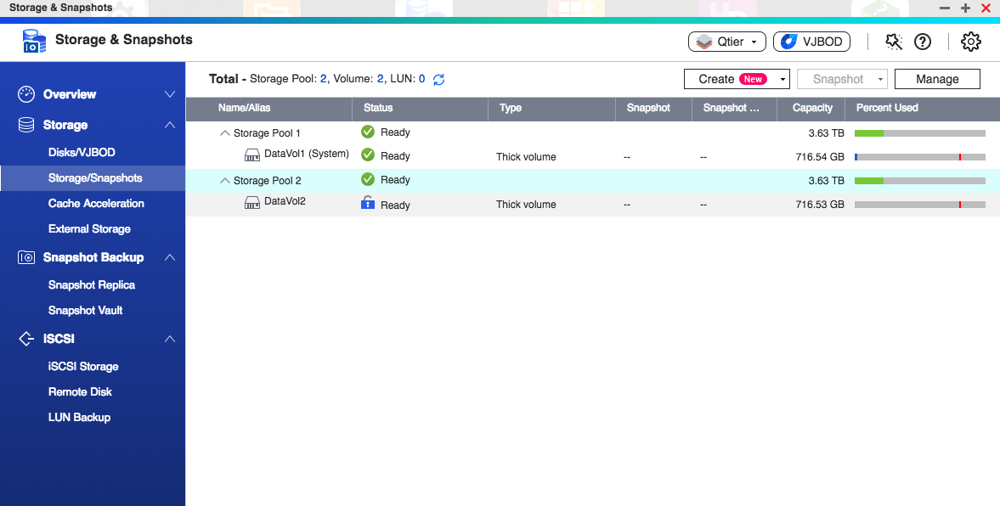 Storage & Snapshots
Storage & Snapshots
Qtier
VJBOD
Overview
Storage
Disks/VJBOD
Storage/Snapshots
Cache Acceleration
External Storage
Snapshot Backup
Snapshot Replica
Snapshot Vault
iSCSI
iSCSI Storage
Remote Disk
LUN Backup
Total - Storage Pool: 2, Volume: 2, LUN: 0
Create New
Snapshot
Manage
Name/Alias Status Type Snapshot Snapshot ... Capacity Percent Used
Storage Pool 1 Ready 3.63 TB
DataVol1 (System) Ready Thick volume -- -- 716.54 GB
Storage Pool 2 Ready 3.63 TB
DataVol2 Ready Thick volume -- -- 716.53 GB